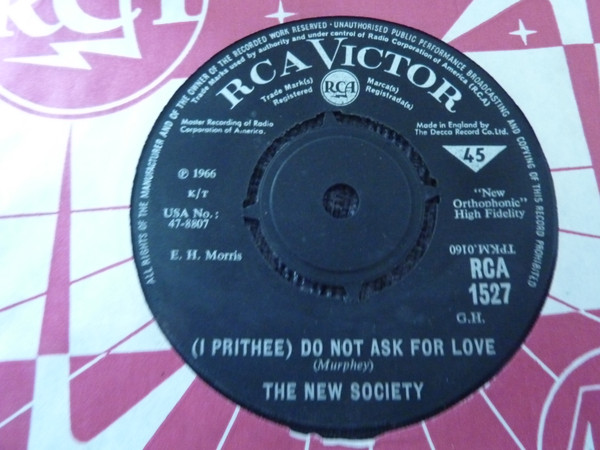 RCA
ALL RIGHTS OF THE MANUFACTURER AND OF THE OWNER OF THE RECORDED WORK RESERVED · UNAUTHORISED PUBLIC PERFORMANCE BROADCASTING AND COPYING OF THIS RECORD PROHIBITED
Trade Marks used by authority and under control of Radio Corporation of America (R.C.A)
RCA VICTOR
Trade Mark(s)
Registered
RCA
Marca(s)
Registrada(s)
Master Recording of Radio
Corporation of America.
Made in England by
The Decca Record Co. Ltd.
45
℗ 1966
K/T
USA No.:
47-8807
E. H. Morris
"New
Orthophonic"
High Fidelity
TPKM.0160
RCA
1527
G.H.
(I PRITHEE) DO NOT ASK FOR LOVE
(Murphey)
THE NEW SOCIETY